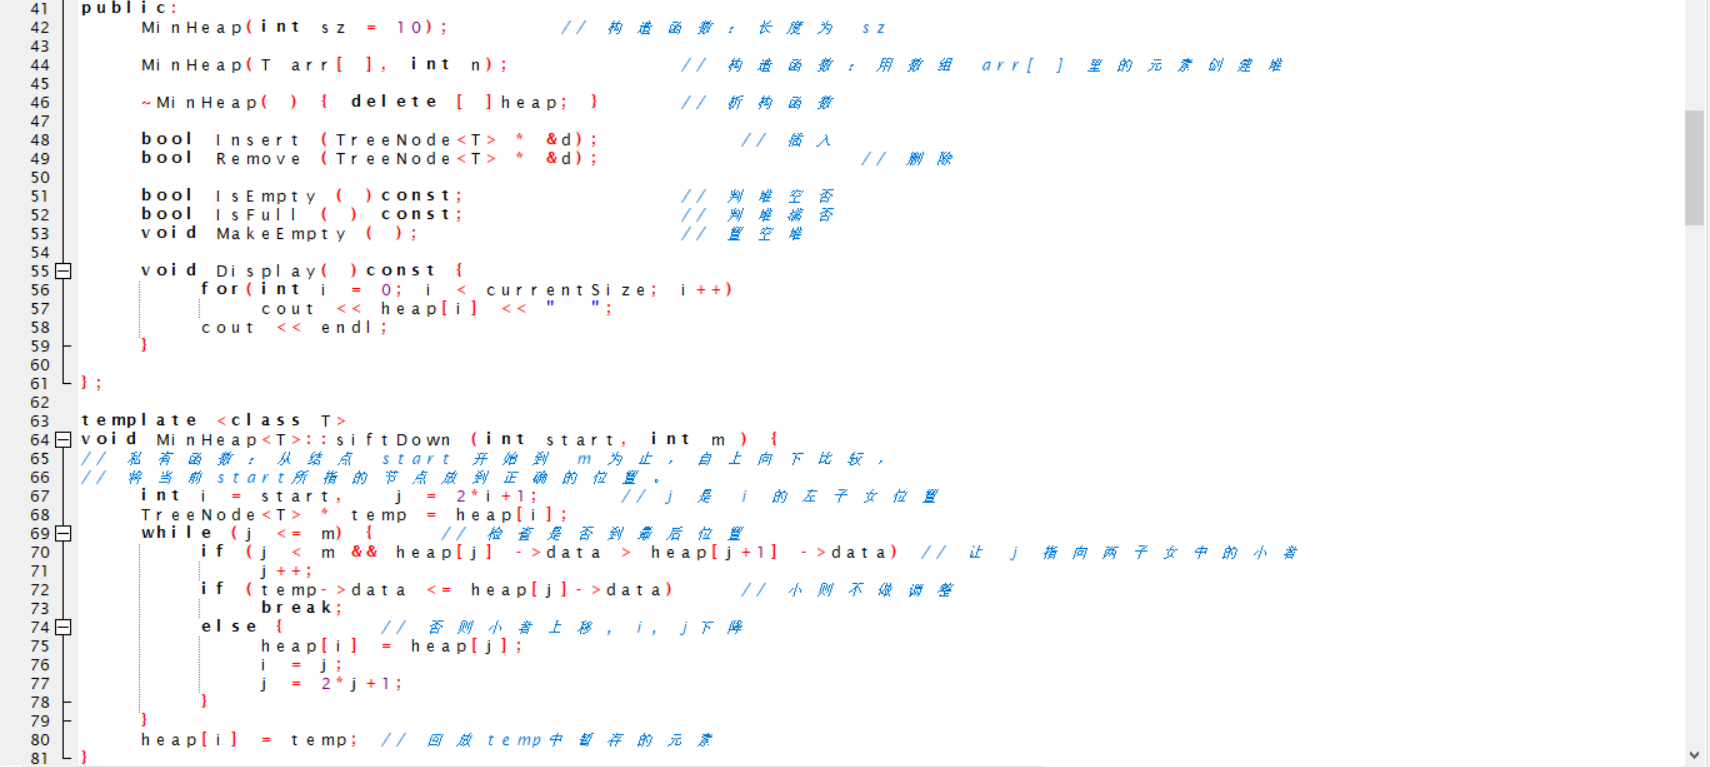 41 public:
42 MinHeap(int sz = 10); // 构造函数：长度为 sz
43
44 MinHeap(T arr[ ], int n); // 构造函数：用数组 arr[ ] 里的元素创建堆
45
46 ~MinHeap( ) { delete [ ]heap; } // 析构函数
47
48 bool Insert (TreeNode<T> * &d); // 插入
49 bool Remove (TreeNode<T> * &d); // 删除
50
51 bool IsEmpty ( )const; // 判堆空否
52 bool IsFull ( ) const; // 判堆满否
53 void MakeEmpty ( ); // 置空堆
54
55 void Display( )const {
56 for(int i = 0; i < currentSize; i++)
57 cout << heap[i] << " ";
58 cout << endl;
59 }
60
61 };
62
63 template <class T>
64 void MinHeap<T>::siftDown (int start, int m ) {
65 // 私有函数：从结点 start 开始到 m 为止，自上向下比较，
66 // 将当前start所指的节点放到正确的位置。
67 int i = start, j = 2*i+1; // j 是 i 的左子女位置
68 TreeNode<T> * temp = heap[i];
69 while (j <= m) { // 检查是否到最后位置
70 if (j < m && heap[j] ->data > heap[j+1] ->data) // 让 j 指向两子女中的小者
71 j++;
72 if (temp->data <= heap[j]->data) // 小则不做调整
73 break;
74 else { // 否则小者上移, i, j下降
75 heap[i] = heap[j];
76 i = j;
77 j = 2*j+1;
78 }
79 }
80 heap[i] = temp; // 回放temp中暂存的元素
81 }